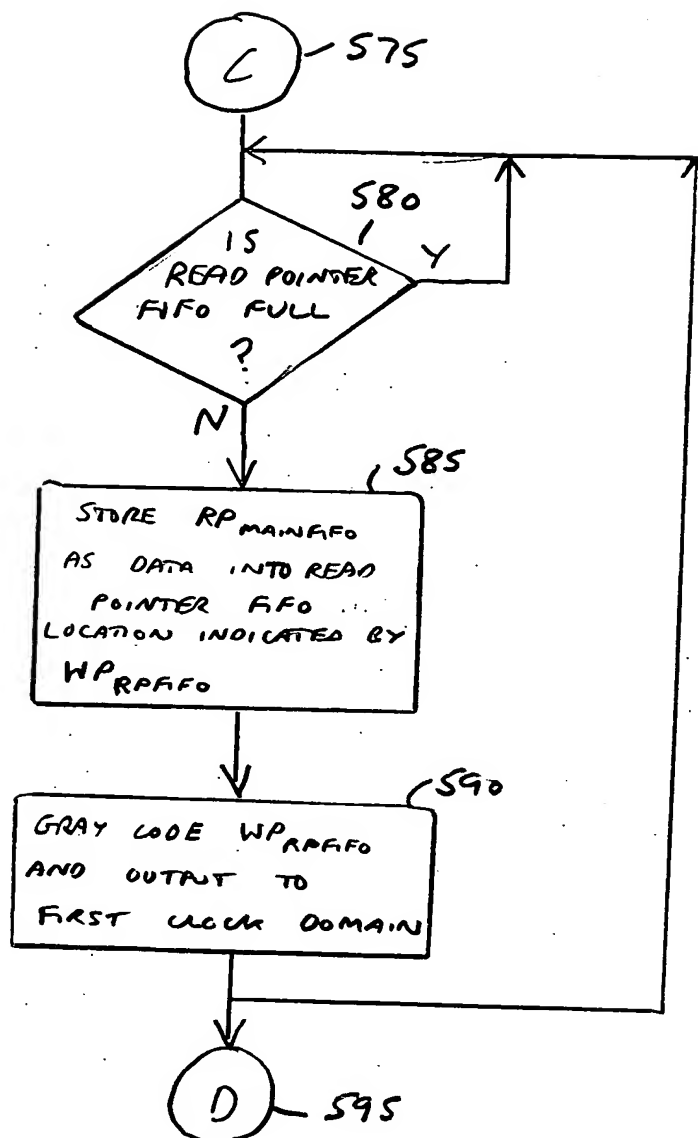 C
575
580
IS
READ POINTER
FIFO FULL
?
Y
N
585
STORE RP MAINFIFO
AS DATA INTO READ
POINTER FIFO
LOCATION INDICATED BY
WP RPFIFO
590
GRAY CODE WP RPFIFO
AND OUTPUT TO
FIRST CLOCK DOMAIN
D
595